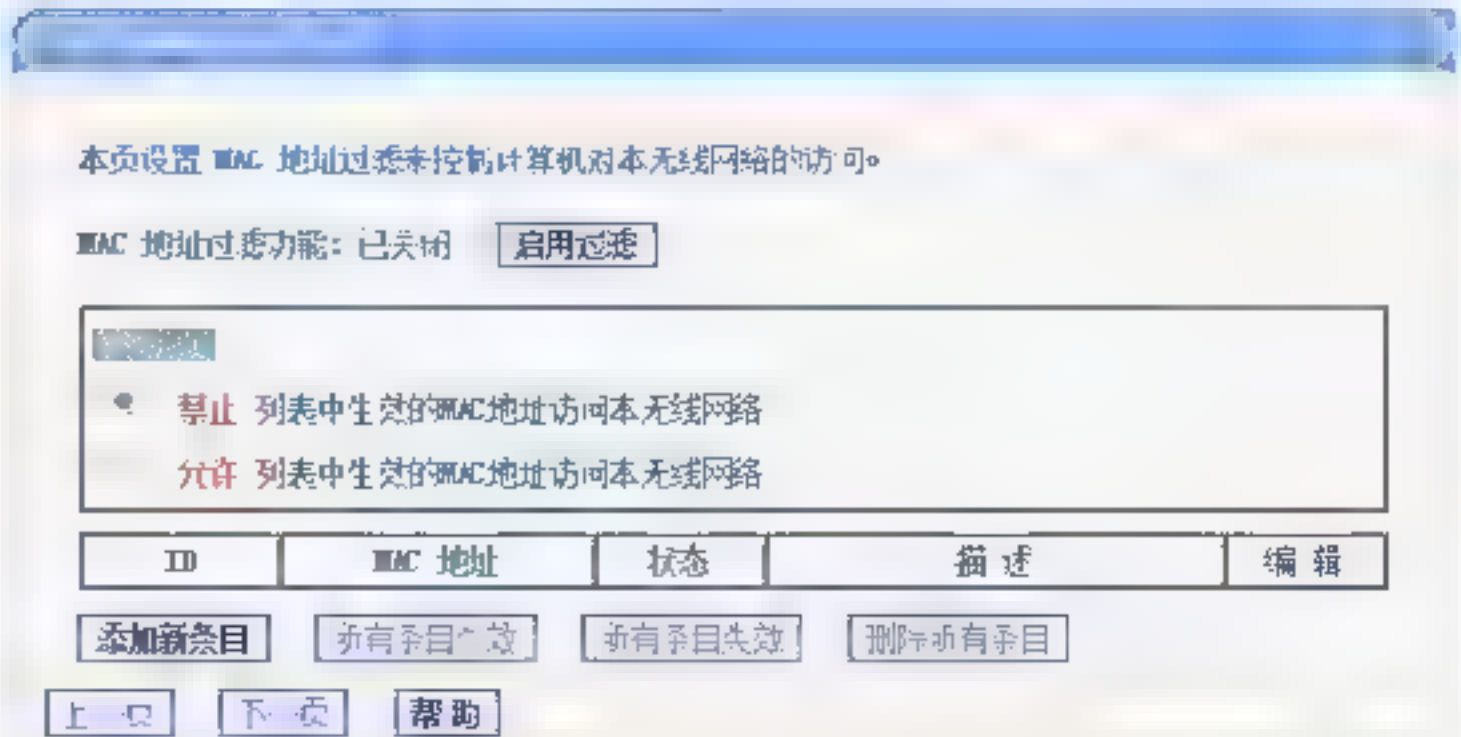 本页设置 MAC 地址过滤来控制计算机对本无线网络的访问。
MAC 地址过滤功能：已关闭 启用过滤
禁止 列表中生效的MAC地址访问本无线网络
允许 列表中生效的MAC地址访问本无线网络
ID MAC 地址 状态 描 述 编 辑
添加新条目 所有条目生效 所有条目失效 删除所有条目
上一页 下一页 帮 助